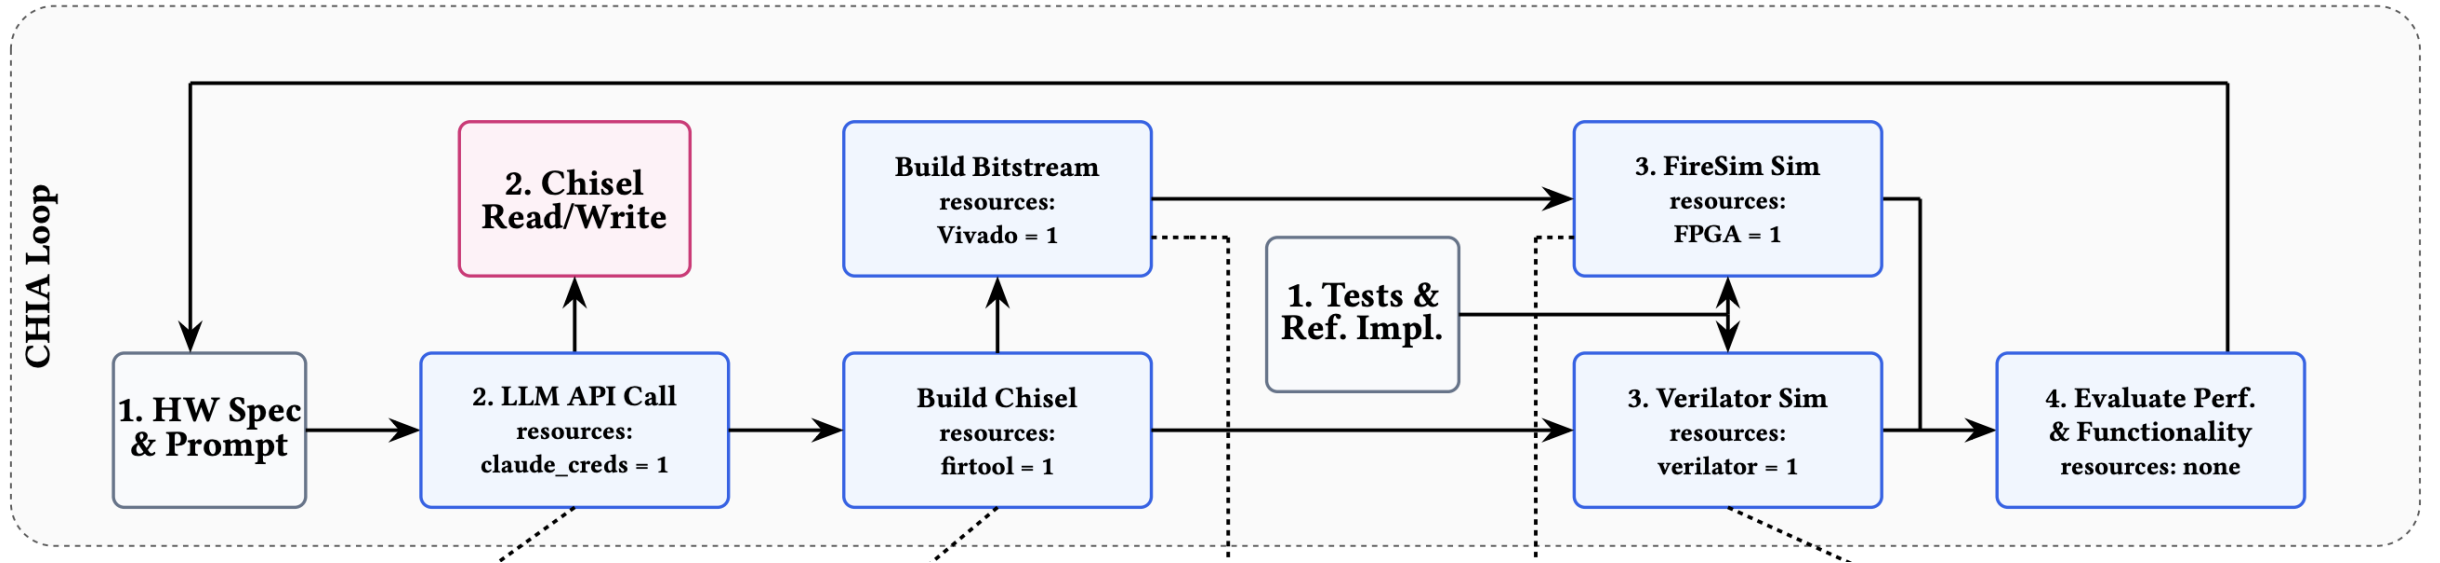 CHIA Loop
1. HW Spec
& Prompt
2. Chisel
Read/Write
2. LLM API Call
resources:
claude_creds = 1
Build Bitstream
resources:
Vivado = 1
Build Chisel
resources:
firtool = 1
1. Tests &
Ref. Impl.
3. FireSim Sim
resources:
FPGA = 1
3. Verilator Sim
resources:
verilator = 1
4. Evaluate Perf.
& Functionality
resources: none